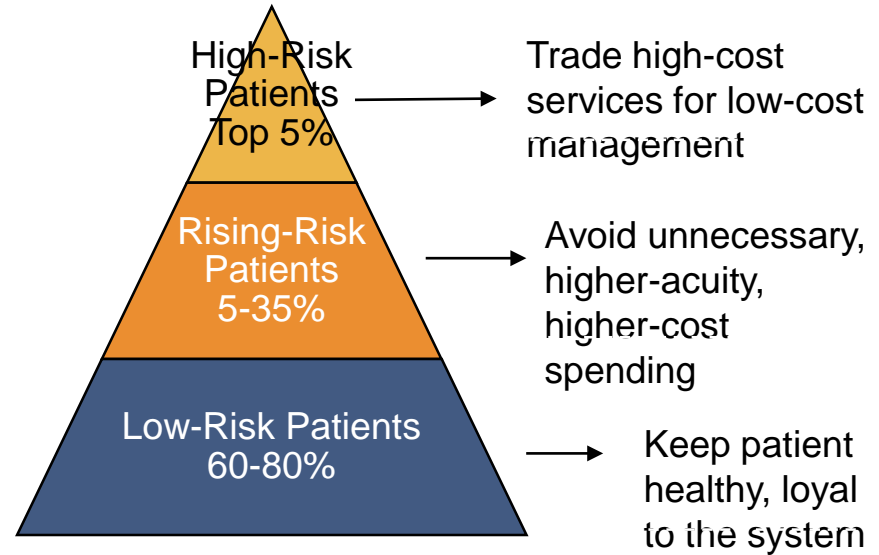 High-Risk
Patients
Top 5%
Trade high-cost
services for low-cost
management
Rising-Risk
Patients
5-35%
Avoid unnecessary,
higher-acuity,
higher-cost
spending
Low-Risk Patients
60-80%
Keep patient
healthy, loyal
to the system